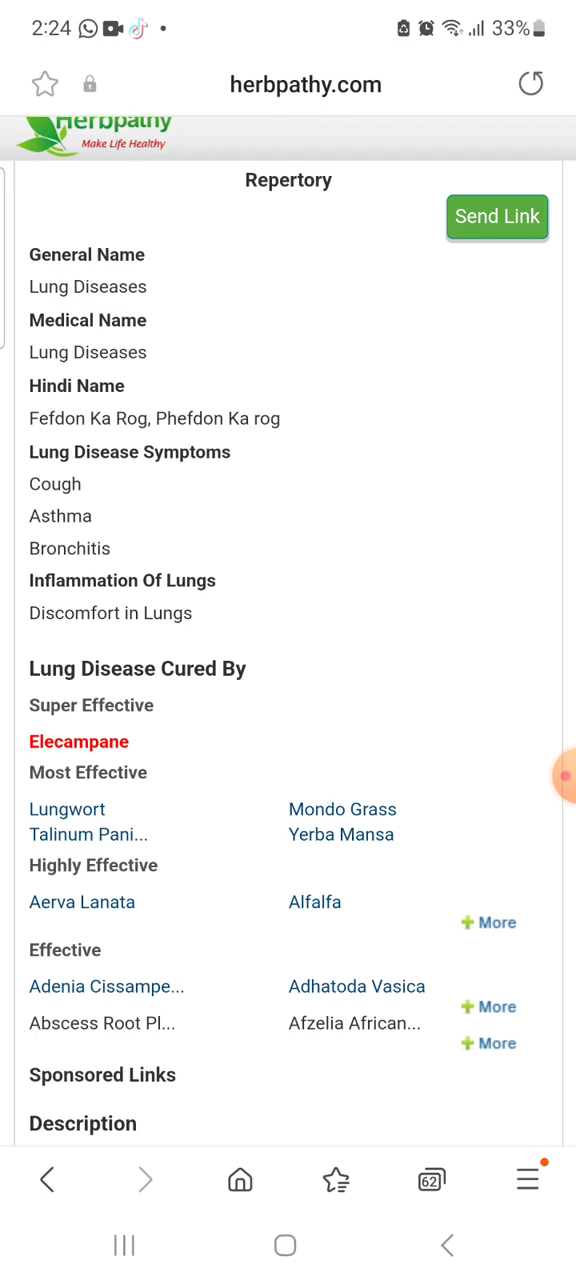 2:24
33%
herbpathy.com
Herbpathy
Make Life Healthy
Repertory
Send Link
General Name
Lung Diseases
Medical Name
Lung Diseases
Hindi Name
Fefdon Ka Rog, Phefdon Ka rog
Lung Disease Symptoms
Cough
Asthma
Bronchitis
Inflammation Of Lungs
Discomfort in Lungs
Lung Disease Cured By
Super Effective
Elecampane
Most Effective
Lungwort Mondo Grass
Talinum Pani... Yerba Mansa
Highly Effective
Aerva Lanata Alfalfa
+ More
Effective
Adenia Cissampe... Adhatoda Vasica
+ More
Abscess Root Pl... Afzelia African...
+ More
Sponsored Links
Description
62